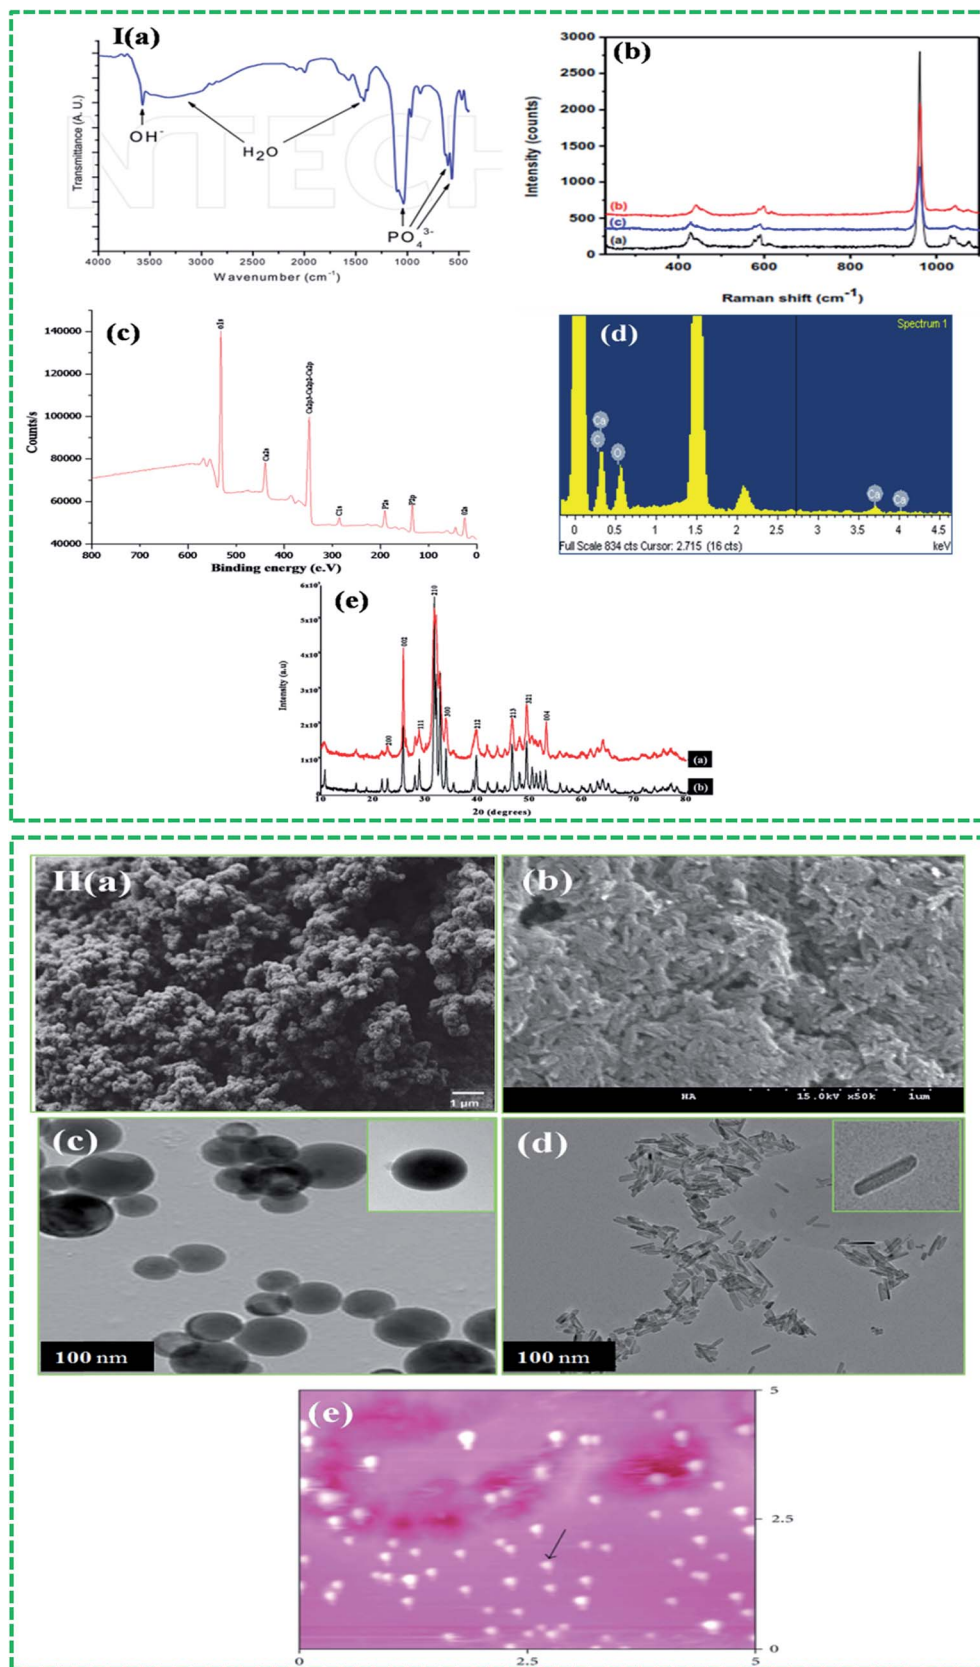 I(a)
NTECH
OH-
H2O
PO4 3-
Transmittance (A. U.)
4000 3500 3000 2500 2000 1500 1000 500
Wavenumber (cm-1)
(b)
Intensity (counts)
3000
2500
2000
1500
1000
500
0
(b)
(c)
(a)
400 600 800 1000
Raman shift (cm-1)
(c)
Counts/s
140000
120000
100000
80000
60000
40000
O1s
Ca2s
C1s
P2s
P2p
O2s
800 700 600 500 400 300 200 100 0
Binding energy (e.V)
(d)
Spectrum 1
Ca
C
O
Ca
Ca
0 0.5 1 1.5 2 2.5 3 3.5 4 4.5
Full Scale 834 cts Cursor: 2.715 (16 cts)
keV
(e)
Intensity (a.u)
200
002
111
210
300
212
213
321
004
(a)
(b)
10 20 30 40 50 60 70 80
2θ (degrees)
II(a)
1 µm
(b)
HA 15.0kV x50k 1um
(c)
100 nm
(d)
100 nm
(e)
5
2.5
0
0 2.5 5